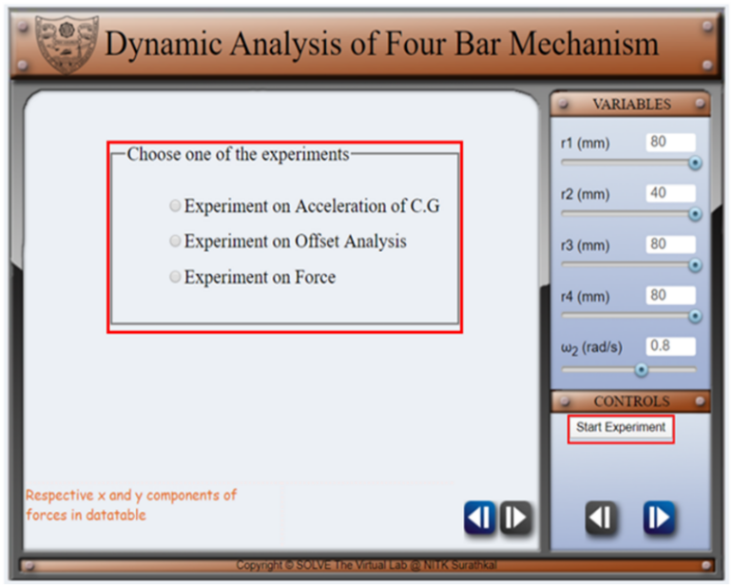 Dynamic Analysis of Four Bar Mechanism
Choose one of the experiments
Experiment on Acceleration of C.G
Experiment on Offset Analysis
Experiment on Force
Respective x and y components of
forces in datatable
VARIABLES
r1 (mm) 80
r2 (mm) 40
r3 (mm) 80
r4 (mm) 80
ω2 (rad/s) 0.8
CONTROLS
Start Experiment
Copyright © SOLVE The Virtual Lab @ NITK Surathkal